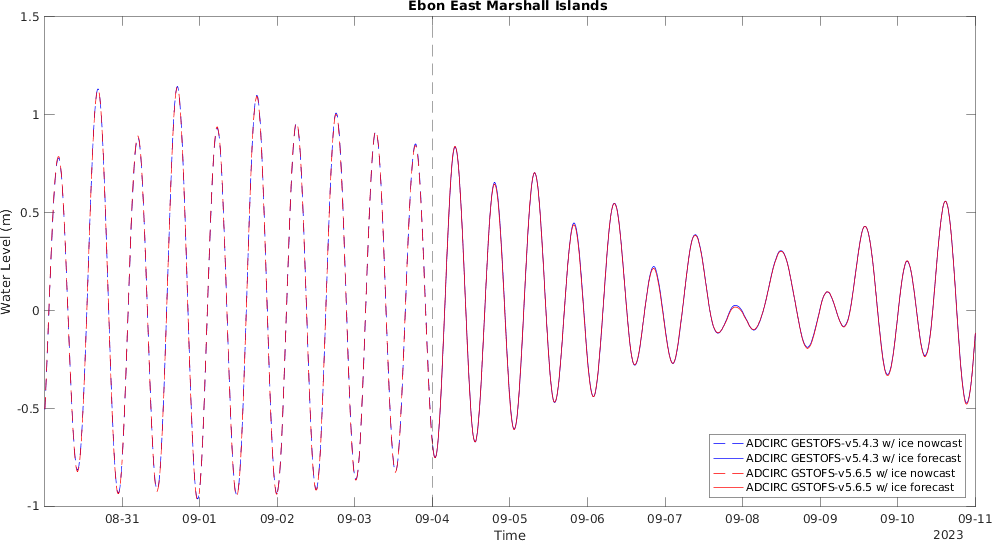 Ebon East Marshall Islands
1.5
1
0.5
0
-0.5
-1
Water Level (m)
ADCIRC GESTOFS-v5.4.3 w/ ice nowcast
ADCIRC GESTOFS-v5.4.3 w/ ice forecast
ADCIRC GSTOFS-v5.6.5 w/ ice nowcast
ADCIRC GSTOFS-v5.6.5 w/ ice forecast
08-31 09-01 09-02 09-03 09-04 09-05 09-06 09-07 09-08 09-09 09-10 09-11
Time
2023